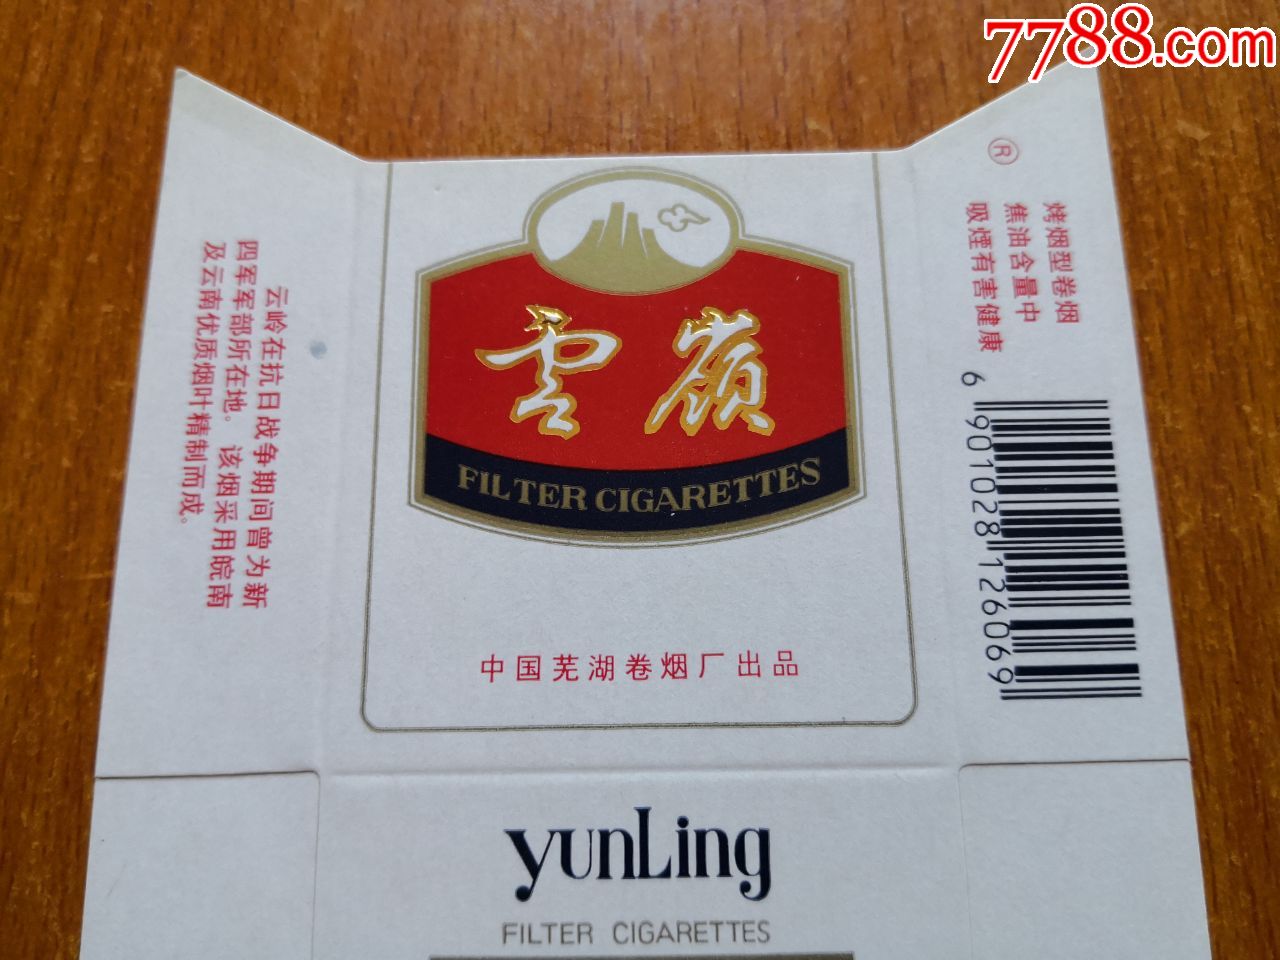 7788.com
云岭在抗日战争期间曾为新
四军军部所在地。该烟采用皖南
及云南优质烟叶精制而成。
雲嶺
FILTER CIGARETTES
中国芜湖卷烟厂出品
®
烤烟型卷烟
焦油含量中
吸煙有害健康
6 901028 126069
yunLing
FILTER CIGARETTES